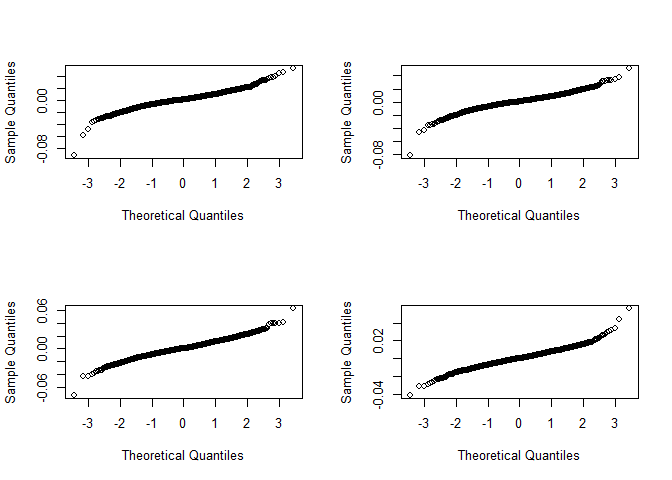 Sample Quantiles
0.00
-0.08
-3 -2 -1 0 1 2 3
Theoretical Quantiles
Sample Quantiles
0.00
-0.08
-3 -2 -1 0 1 2 3
Theoretical Quantiles
Sample Quantiles
0.06
0.00
-0.06
-3 -2 -1 0 1 2 3
Theoretical Quantiles
Sample Quantiles
0.02
-0.04
-3 -2 -1 0 1 2 3
Theoretical Quantiles